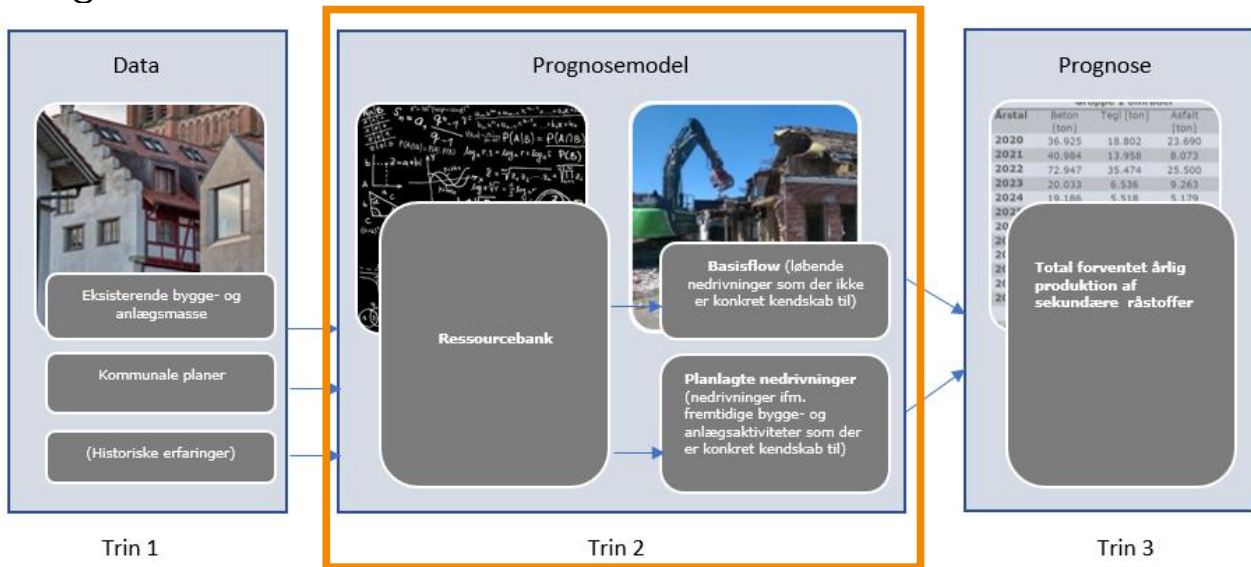 Data
Eksisterende bygge- og
anlægsmasse
Kommunale planer
(Historiske erfaringer)
Trin 1
Prognosemodel
Ressourcebank
Basisflow (løbende
nedrivninger som der ikke
er konkret kendskab til)
Planlagte nedrivninger
(nedrivninger ifm.
fremtidige bygge- og
anlægsaktiviteter som der
er konkret kendskab til)
Trin 2
Prognose
Årstal Beton Tegl [ton] Asfalt
[ton] [ton]
2020 36.925 18.802 23.690
2021 40.984 13.958 8.073
2022 72.947 35.474 25.500
2023 20.033 6.536 9.263
2024 19.186 5.518 5.179
Total forventet årlig
produktion af
sekundære råstoffer
Trin 3